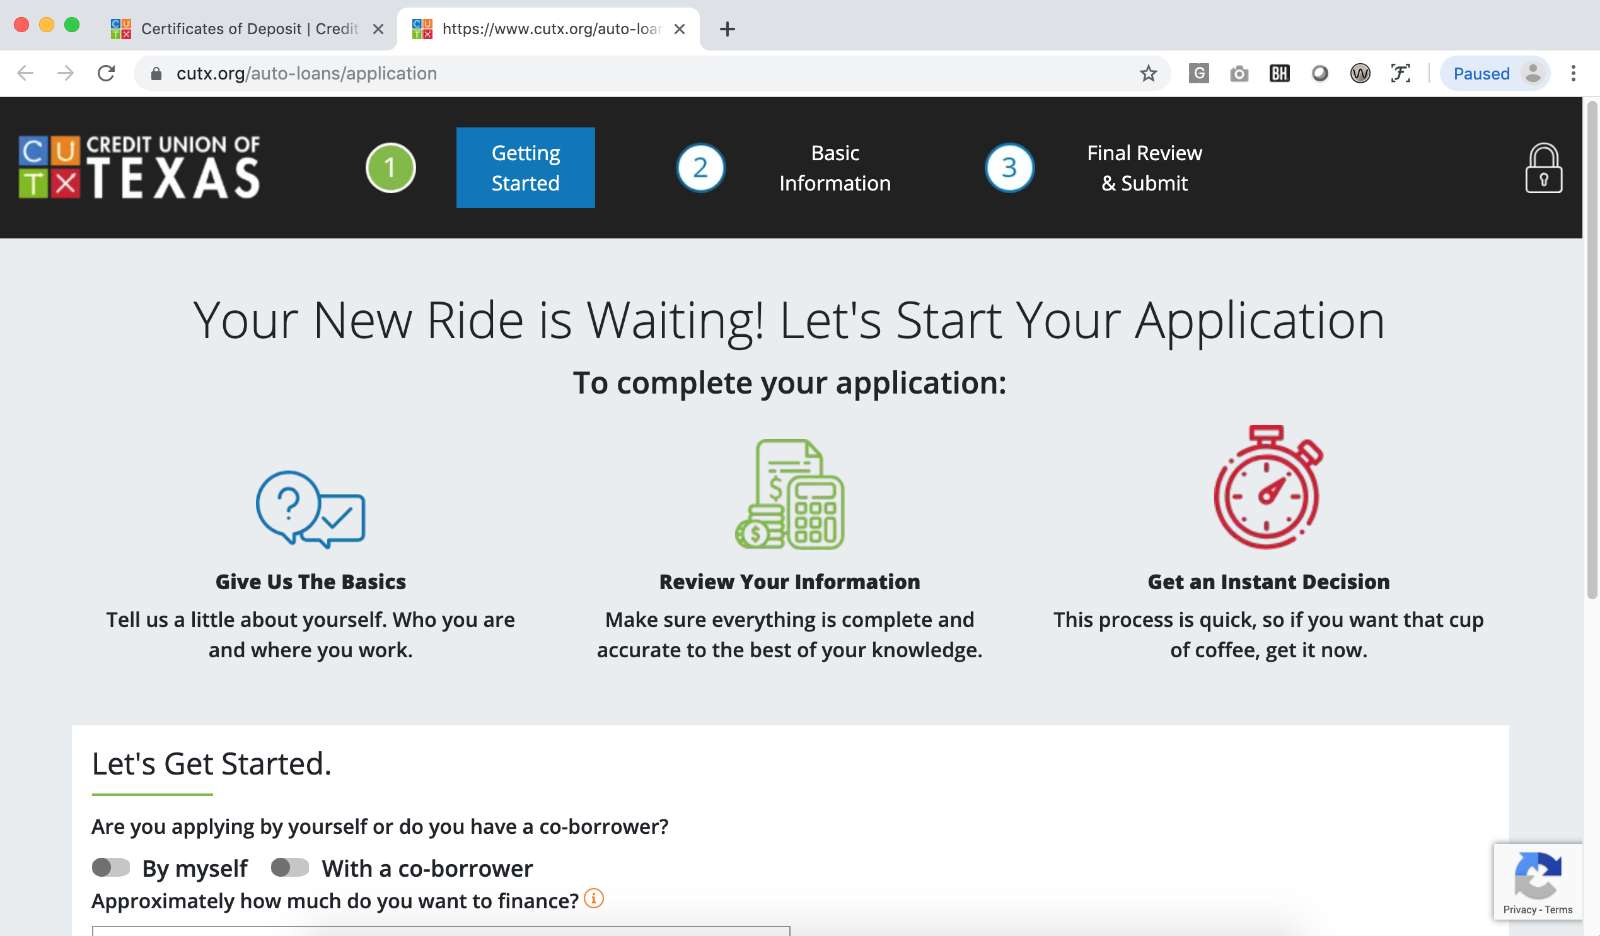 Certificates of Deposit | Credit
https://www.cutx.org/auto-loan
cutx.org/auto-loans/application
G
BH
W
F
Paused
CU
TX
CREDIT UNION OF
TEXAS
1
Getting
Started
2
Basic
Information
3
Final Review
& Submit
Your New Ride is Waiting! Let's Start Your Application
To complete your application:
Give Us The Basics
Tell us a little about yourself. Who you are
and where you work.
Review Your Information
Make sure everything is complete and
accurate to the best of your knowledge.
Get an Instant Decision
This process is quick, so if you want that cup
of coffee, get it now.
Let's Get Started.
Are you applying by yourself or do you have a co-borrower?
By myself With a co-borrower
Approximately how much do you want to finance?
Privacy - Terms